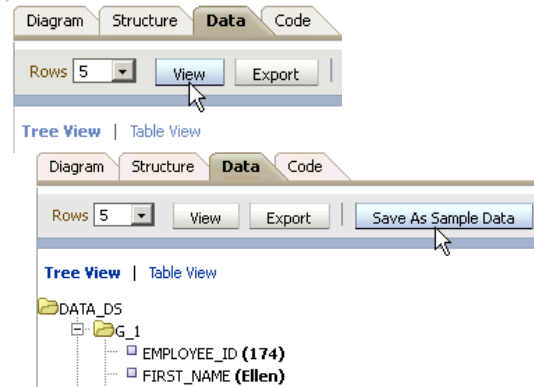 Diagram Structure Data Code
Rows 5 View Export
Tree View | Table View
Diagram Structure Data Code
Rows 5 View Export Save As Sample Data
Tree View | Table View
DATA_DS
G_1
EMPLOYEE_ID (174)
FIRST_NAME (Ellen)